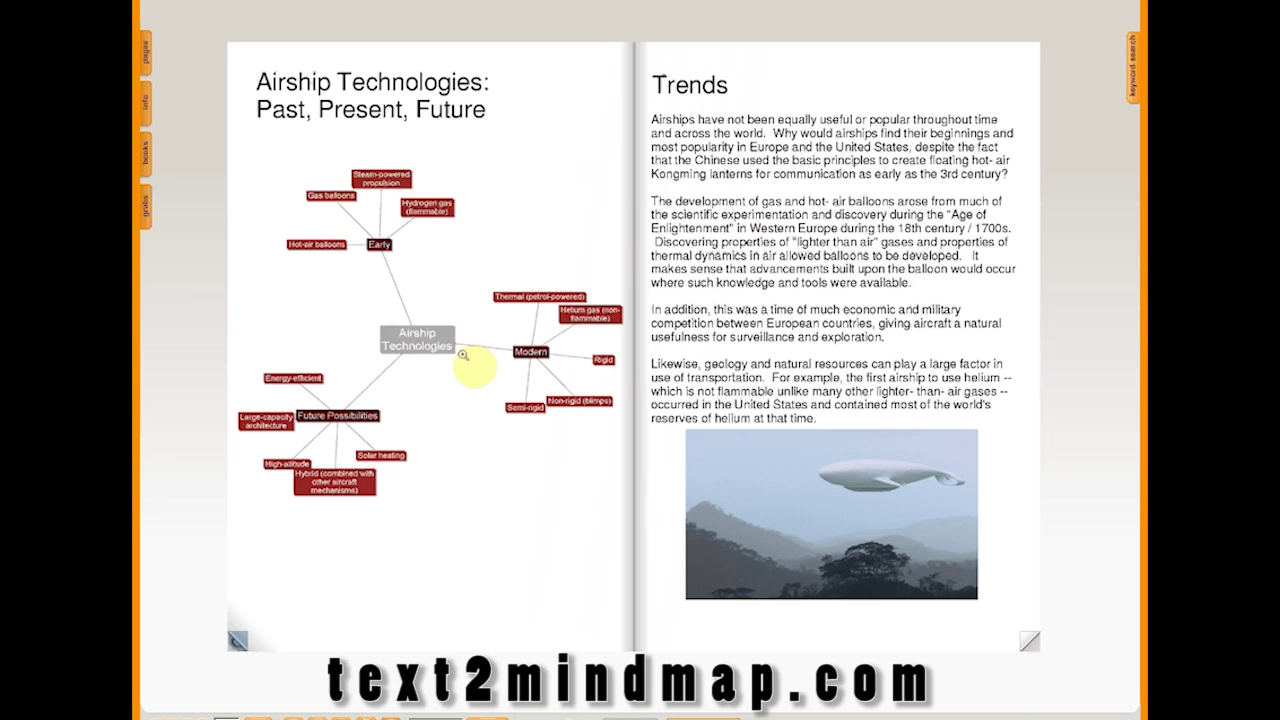 pages
info
books
scrabs
keyword search
Airship Technologies:
Past, Present, Future
Steam-powered
propulsion
Gas balloons
Hydrogen gas
(flammable)
Hot-air balloons
Early
Thermal (petrol-powered)
Helium gas (non-
flammable)
Airship
Technologies
Modern
Rigid
Energy-efficient
Non-rigid (blimps)
Semi-rigid
Large-capacity
architecture
Future Possibilities
Solar heating
High-altitude
Hybrid (combined with
other aircraft
mechanisms)
Trends
Airships have not been equally useful or popular throughout time
and across the world.  Why would airships find their beginnings and
most popularity in Europe and the United States, despite the fact
that the Chinese used the basic principles to create floating hot- air
Kongming lanterns for communication as early as the 3rd century?
The development of gas and hot- air balloons arose from much of
the scientific experimentation and discovery during the "Age of
Enlightenment" in Western Europe during the 18th century / 1700s.
Discovering properties of "lighter than air" gases and properties of
thermal dynamics in air allowed balloons to be developed.   It
makes sense that advancements built upon the balloon would occur
where such knowledge and tools were available.
In addition, this was a time of much economic and military
competition between European countries, giving aircraft a natural
usefulness for surveillance and exploration.
Likewise, geology and natural resources can play a large factor in
use of transportation.  For example, the first airship to use helium --
which is not flammable unlike many other lighter- than- air gases --
occurred in the United States and contained most of the world's
reserves of helium at that time.
text2mindmap.com